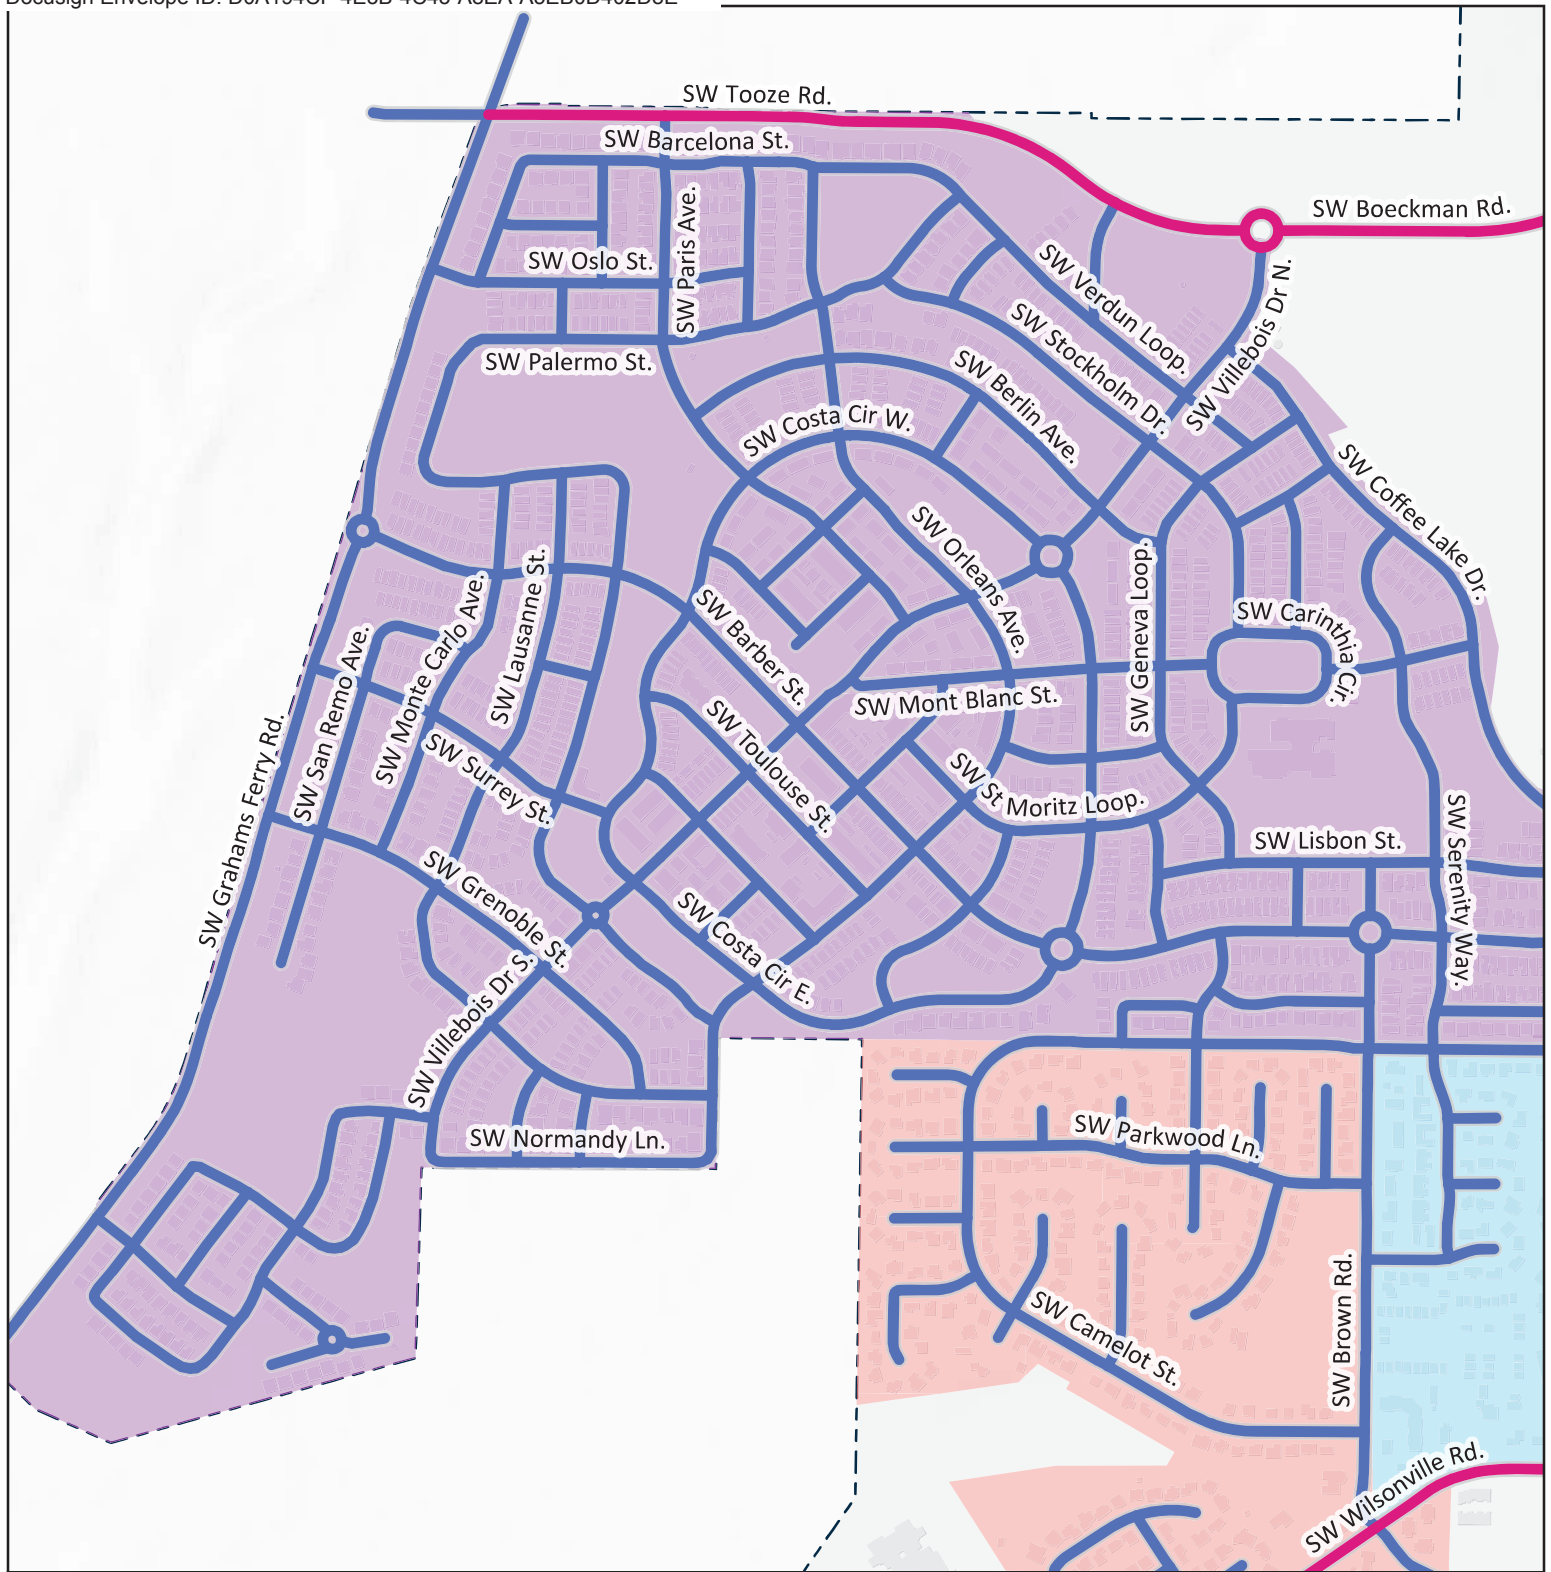 SW Tooze Rd.
SW Barcelona St.
SW Boeckman Rd.
SW Paris Ave.
SW Oslo St.
SW Verdun Loop.
SW Villebois Dr N.
SW Stockholm Dr.
SW Palermo St.
SW Berlin Ave.
SW Costa Cir W.
SW Coffee Lake Dr.
SW Orleans Ave.
SW Geneva Loop.
SW Lausanne St.
SW Monte Carlo Ave.
SW San Remo Ave.
SW Barber St.
SW Carinthia Cir.
SW Mont Blanc St.
SW Grahams Ferry Rd.
SW Surrey St.
SW Toulouse St.
SW St Moritz Loop.
SW Lisbon St.
SW Serenity Way.
SW Grenoble St.
SW Costa Cir E.
SW Villebois Dr S.
SW Normandy Ln.
SW Parkwood Ln.
SW Camelot St.
SW Brown Rd.
SW Wilsonville Rd.